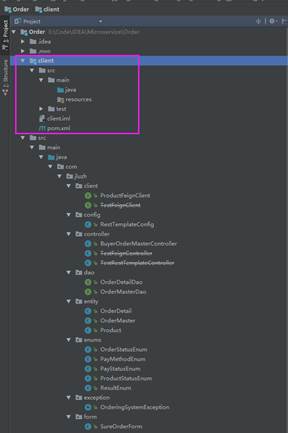 Order client
Project
Order D:\Code\IDEA\Microservice\Order
.idea
.mvn
client
src
main
java
resources
test
client.iml
pom.xml
src
main
java
com
jluzh
client
ProductFeignClient
TestFeignClient
config
RestTemplateConfig
controller
BuyerOrderMasterController
TestFeignController
TestRestTemplateController
dao
OrderDetailDao
OrderMasterDao
entity
OrderDetail
OrderMaster
Product
enums
OrderStatusEnum
PayMethodEnum
PayStatusEnum
ProductStatusEnum
ResultEnum
exception
OrderingSystemException
form
SureOrderForm
1: Project
7: Structure